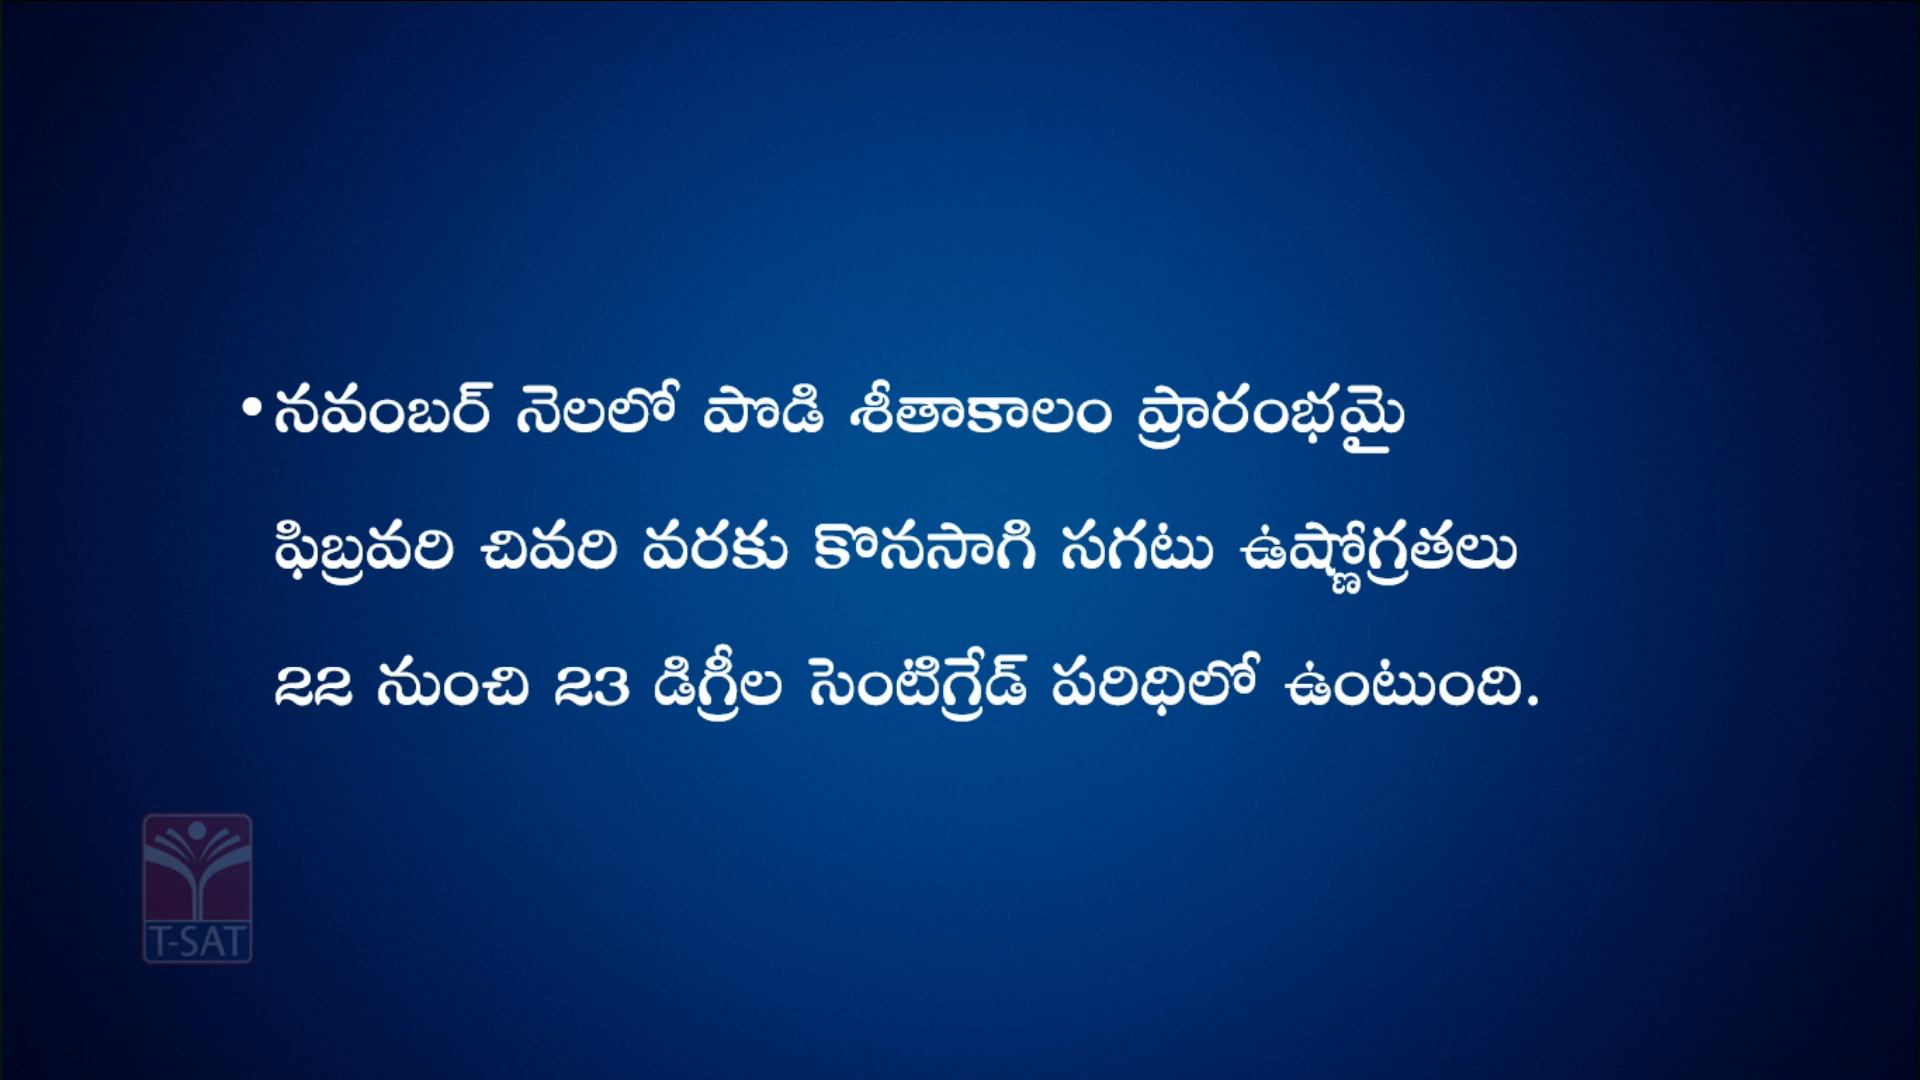 •నవంబర్ నెలలో పొడి శీతాకాలం ప్రారంభమై
ఫిబ్రవరి చివరి వరకు కొనసాగి సగటు ఉష్ణోగ్రతలు
22 నుంచి 23 డిగ్రీల సెంటిగ్రేడ్ పరిధిలో ఉంటుంది.
T-SAT